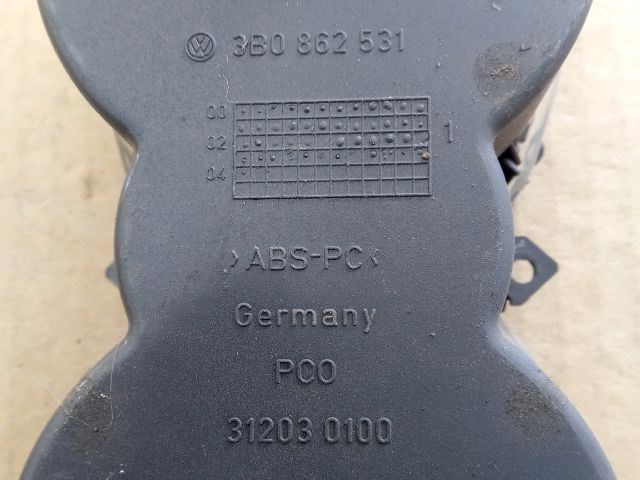 3B0 862 531
00
02
1
04
>ABS-PC<
Germany
PCO
31203 0100